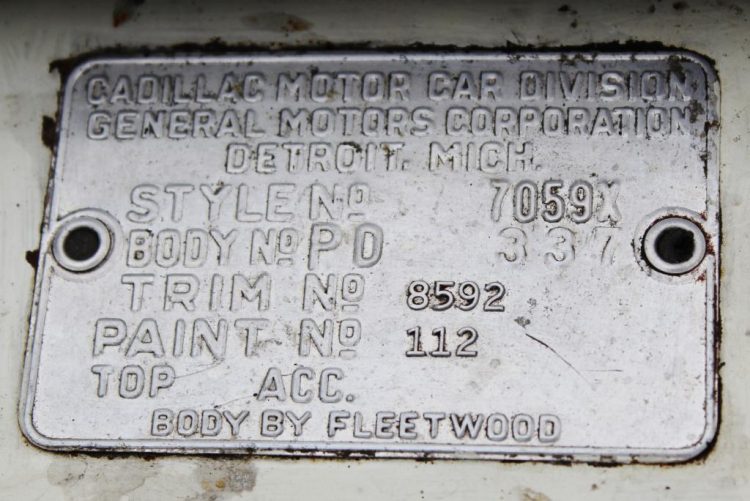 CADILLAC MOTOR CAR DIVISION
GENERAL MOTORS CORPORATION
DETROIT, MICH.
STYLE Nº 7059X
BODY Nº PD 337
TRIM Nº 8592
PAINT Nº 112
TOP ACC.
BODY BY FLEETWOOD